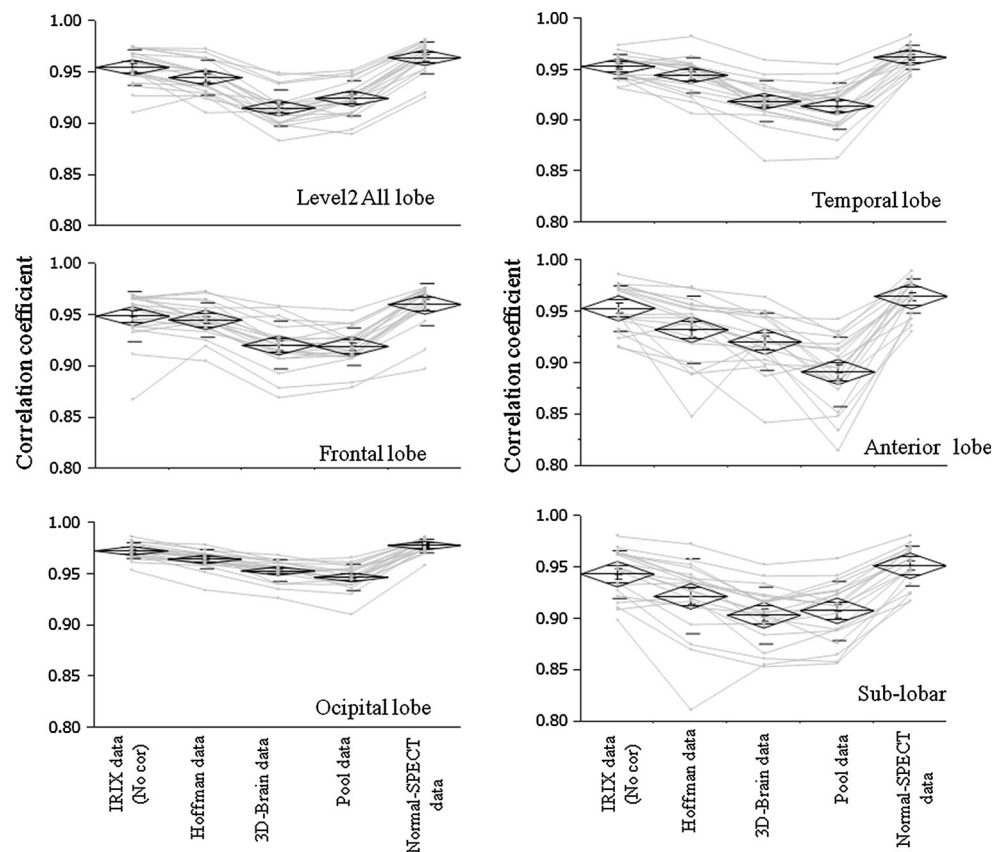 1.00
0.95
0.90
0.85
0.80
Level2 All lobe
1.00
0.95
0.90
0.85
0.80
Temporal lobe
Correlation coefficient
1.00
0.95
0.90
0.85
0.80
Frontal lobe
Correlation coefficient
1.00
0.95
0.90
0.85
0.80
Anterior lobe
1.00
0.95
0.90
0.85
0.80
Ocipital lobe
1.00
0.95
0.90
0.85
0.80
Sub-lobar
IRIX data
(No cor)
Hoffman data
3D-Brain data
Pool data
Normal-SPECT
data
IRIX data
(No cor)
Hoffman data
3D-Brain data
Pool data
Normal-SPECT
data